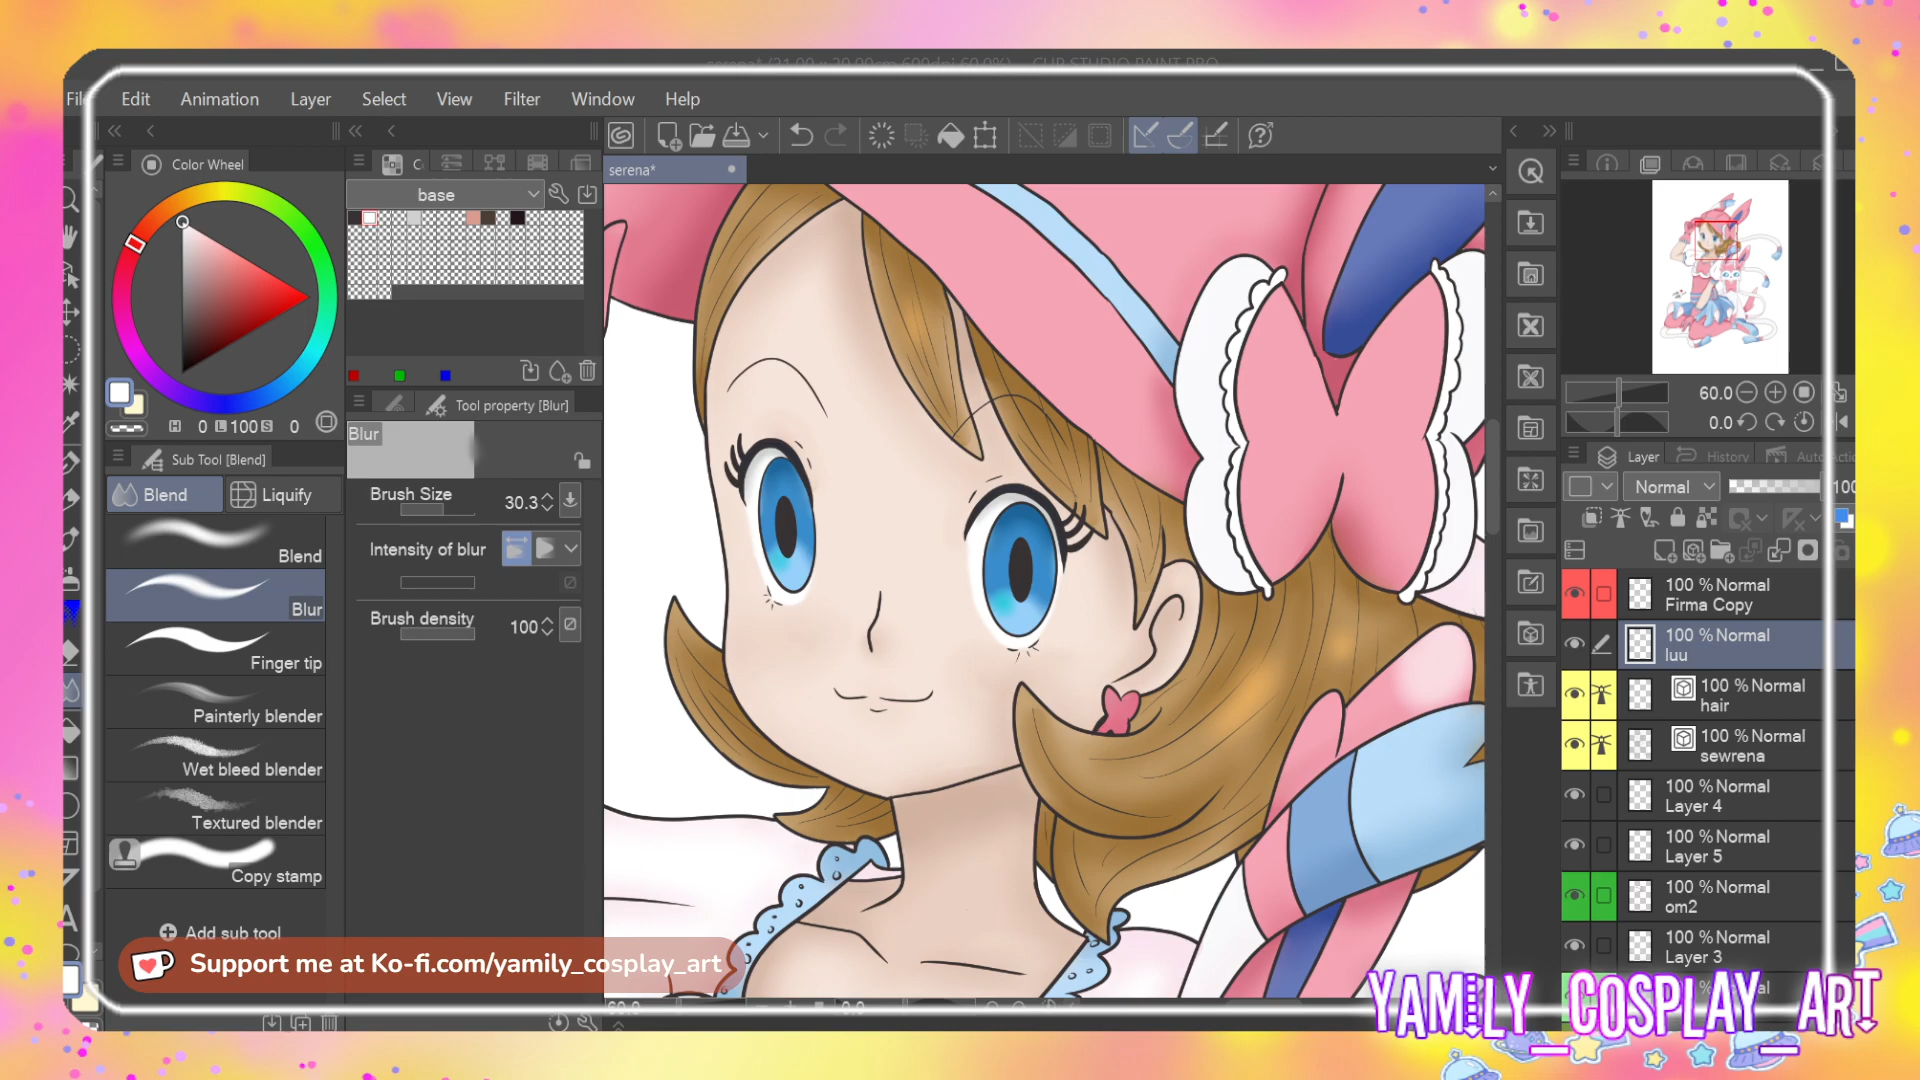 File
Edit
Animation
Layer
Select
View
Filter
Window
Help
Color Wheel
base
serena*
H 0 L 100 S 0
Sub Tool [Blend]
Blend
Liquify
Blend
Blur
Finger tip
Painterly blender
Wet bleed blender
Textured blender
Copy stamp
Add sub tool
Tool property [Blur]
Blur
Brush Size
30.3
Intensity of blur
Brush density
100
60.0
0.0
Layer
History
Normal
100
100 % Normal
Firma Copy
100 % Normal
luu
100 % Normal
hair
100 % Normal
sewrena
100 % Normal
Layer 4
100 % Normal
Layer 5
100 % Normal
om2
100 % Normal
Layer 3
Support me at Ko-fi.com/yamily_cosplay_art
YAMILY_COSPLAY_ART